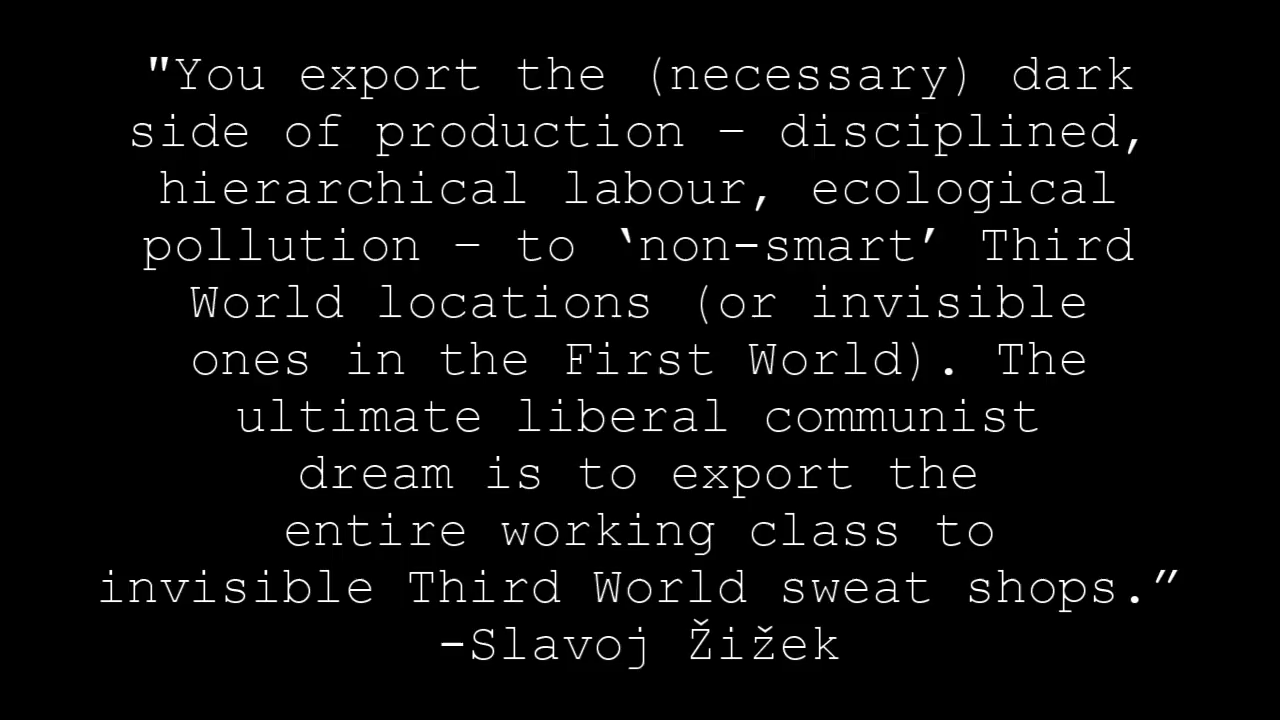 "You export the (necessary) dark
side of production – disciplined,
hierarchical labour, ecological
pollution – to ‘non-smart’ Third
World locations (or invisible
ones in the First World). The
ultimate liberal communist
dream is to export the
entire working class to
invisible Third World sweat shops.”
-Slavoj Žižek